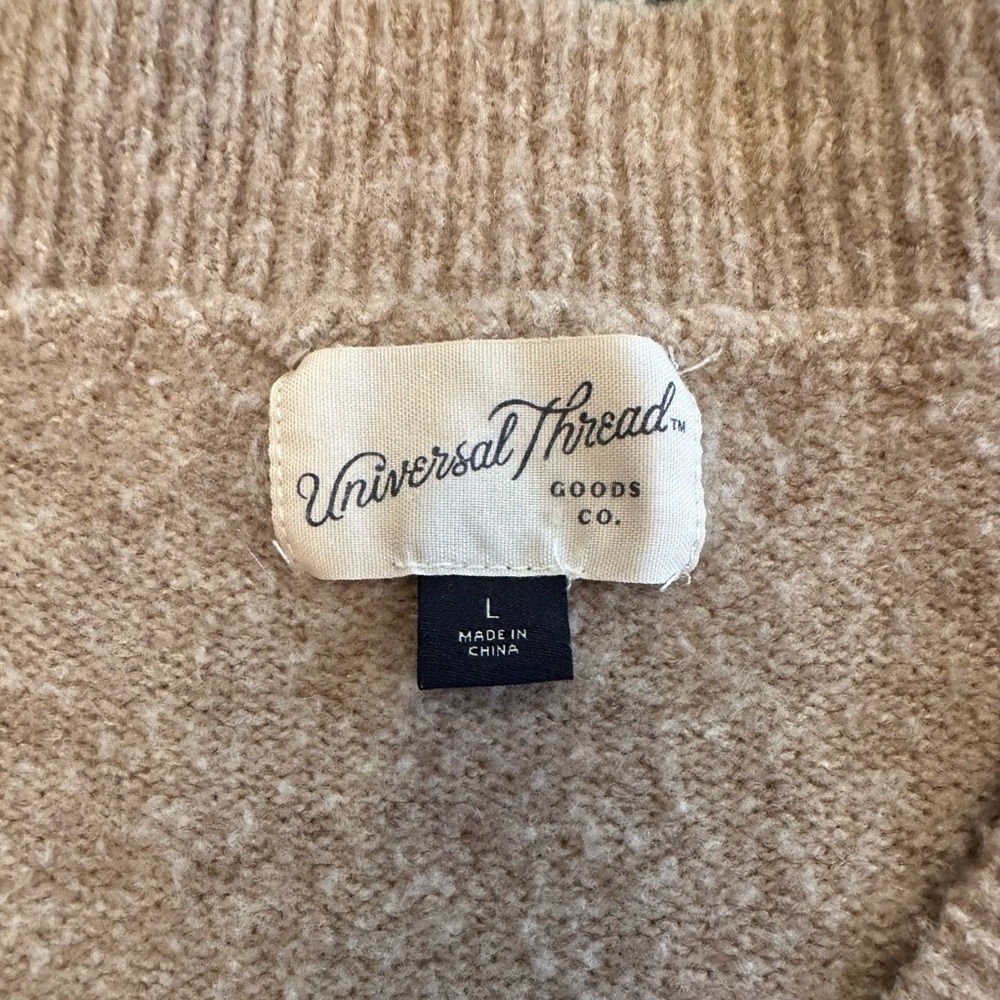 Universal Thread™
GOODS
CO.
L
MADE IN
CHINA